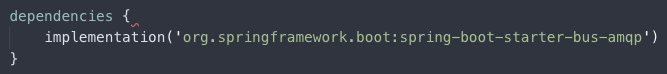 dependencies {
    implementation('org.springframework.boot:spring-boot-starter-bus-amqp')
}